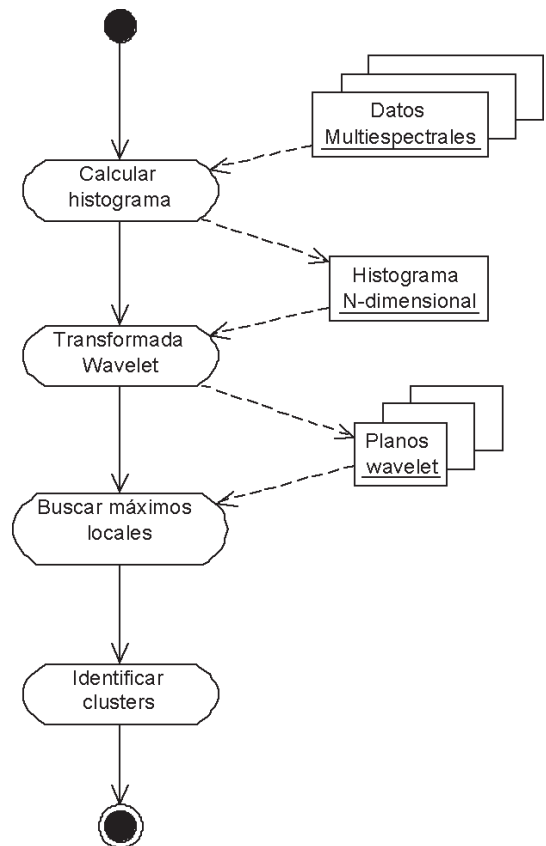 Datos
Multiespectrales
Calcular
histograma
Histograma
N-dimensional
Transformada
Wavelet
Planos
wavelet
Buscar máximos
locales
Identificar
clusters